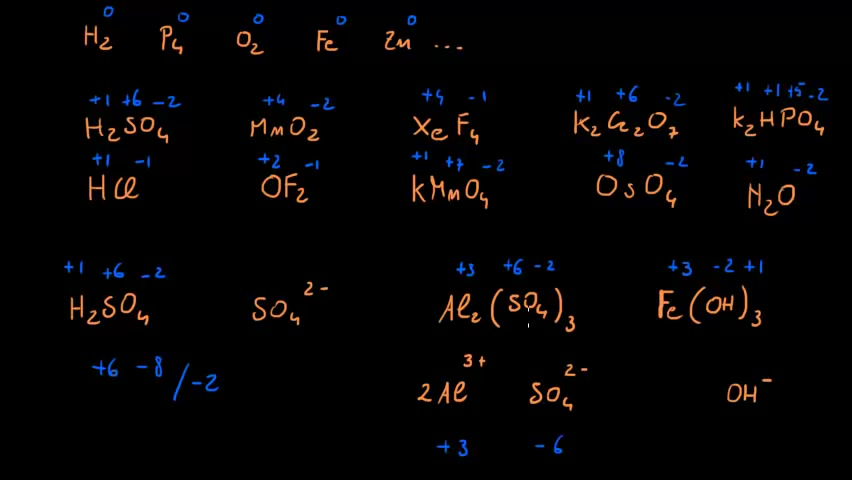 0 0 0 0 0
H2 P4 O2 Fe Zn ...
+1 +6 -2 +4 -2 +4 -1 +1 +6 -2 +1 +1 +5 -2
H2SO4 MnO2 XeF4 K2Cr2O7 K2HPO4
+1 -1 +2 -1 +1 +7 -2 +8 -2 +1 -2
HCl OF2 KMnO4 OsO4 N2O
+1 +6 -2 +3 +6 -2 +3 -2 +1
H2SO4 SO4 2- Al2(SO4)3 Fe(OH)3
+6 -8 / -2
2Al 3+ SO4 2- OH-
+3 -6